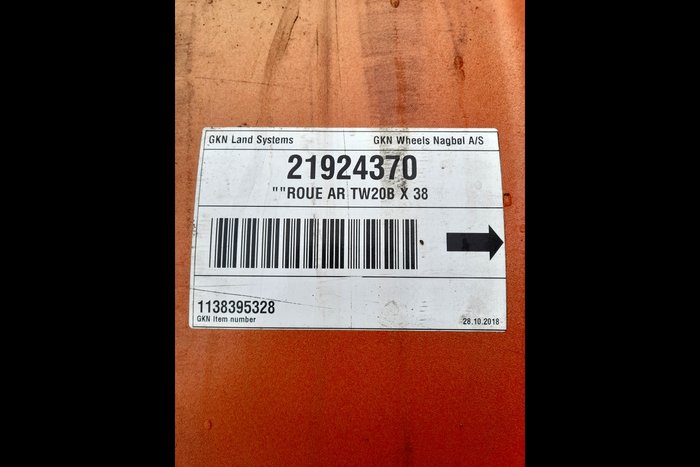 GKN Land Systems GKN Wheels Nagbøl A/S
21924370
""ROUE AR TW20B X 38
1138395328
GKN Item number 28.10.2018